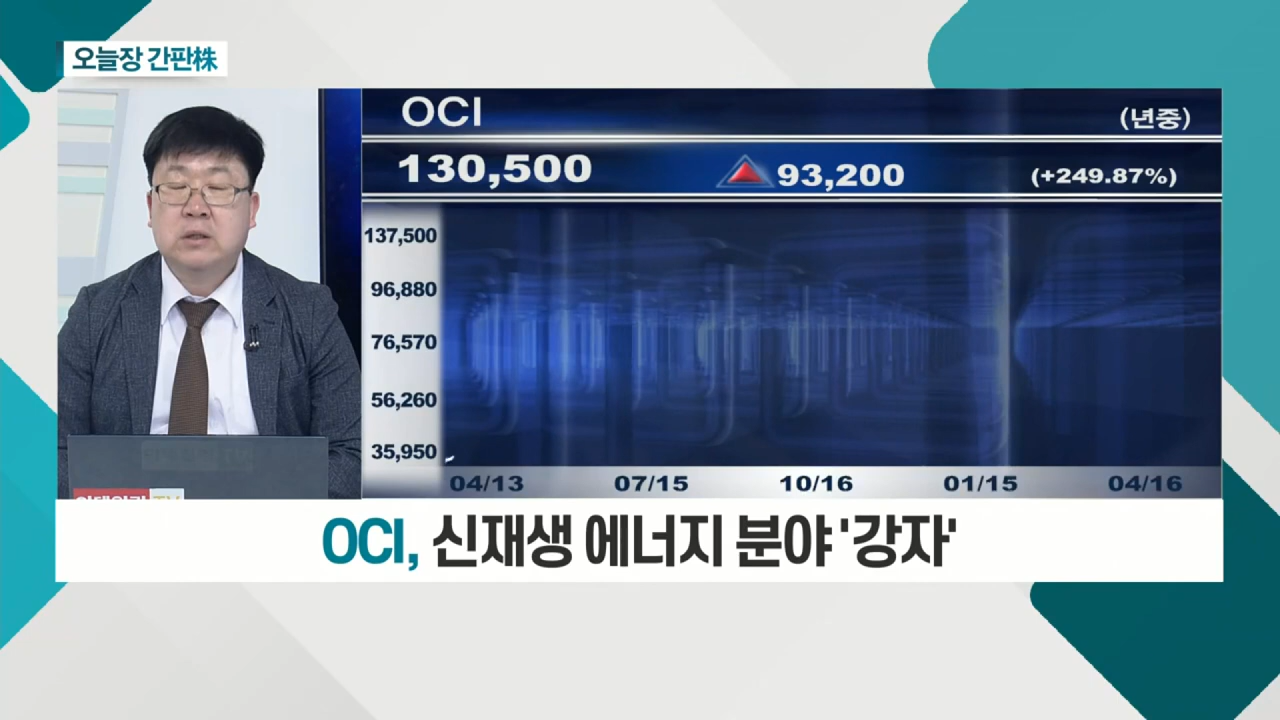 오늘장 간판株
OCI
(년중)
130,500 93,200 (+249.87%)
137,500
96,880
76,570
56,260
35,950
04/13 07/15 10/16 01/15 04/16
OCI, 신재생 에너지 분야 '강자'